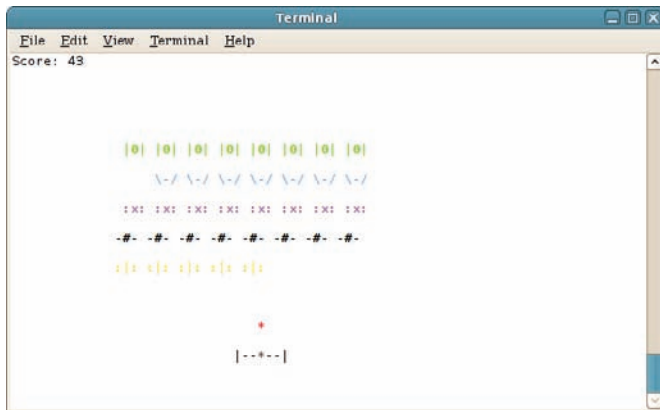 Terminal
File Edit View Terminal Help
Score: 43
|0| |0| |0| |0| |0| |0| |0| |0|
\-/ \-/ \-/ \-/ \-/ \-/ \-/
:x: :x: :x: :x: :x: :x: :x: :x:
-#- -#- -#- -#- -#- -#- -#- -#-
:|: :|: :|: :|: :|:
*
|--*--|